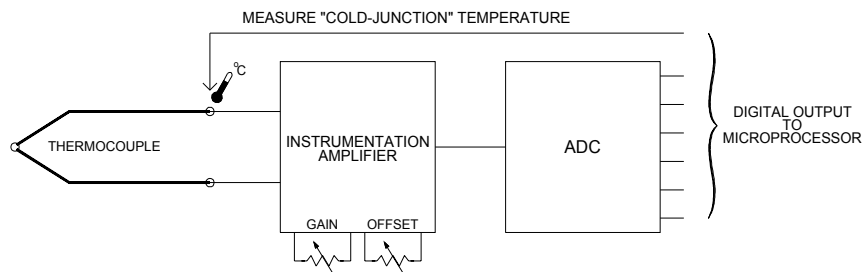 MEASURE "COLD-JUNCTION" TEMPERATURE
°C
THERMOCOUPLE
INSTRUMENTATION
AMPLIFIER
GAIN
OFFSET
ADC
DIGITAL OUTPUT
TO
MICROPROCESSOR